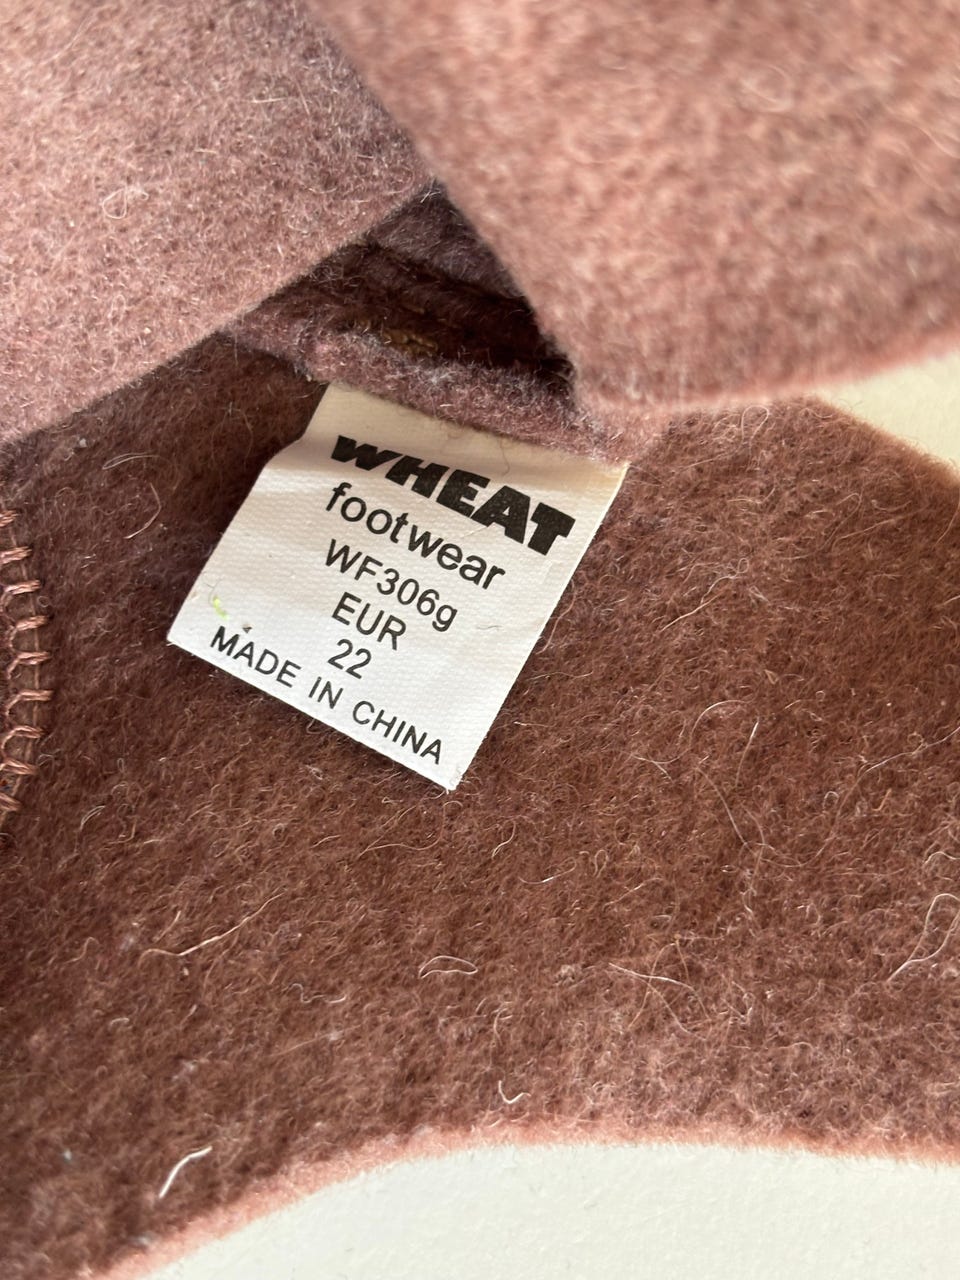 WHEAT
footwear
WF306g
EUR
22
MADE IN CHINA